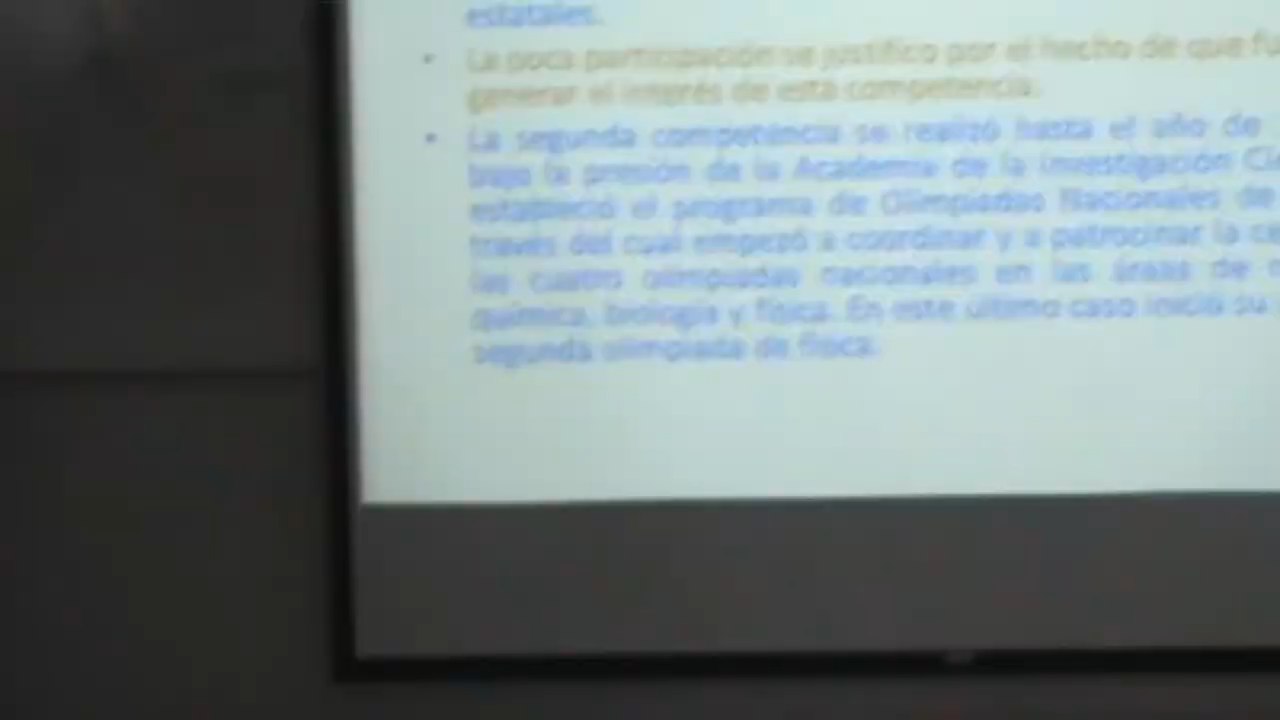 estatales.
• La poca participación se justifico por el hecho de que
generar el interés de esta competencia.
• La segunda competencia se realizó hasta el año de
bajo la presión de la Academia de la Investigación
estableció el programa de Olimpiadas Nacionales de
través del cual empezó a coordinar y a patrocinar la
las cuatro olimpiadas nacionales en las áreas de
química, biología y física. En este último caso inició su
segunda olimpiada de física.